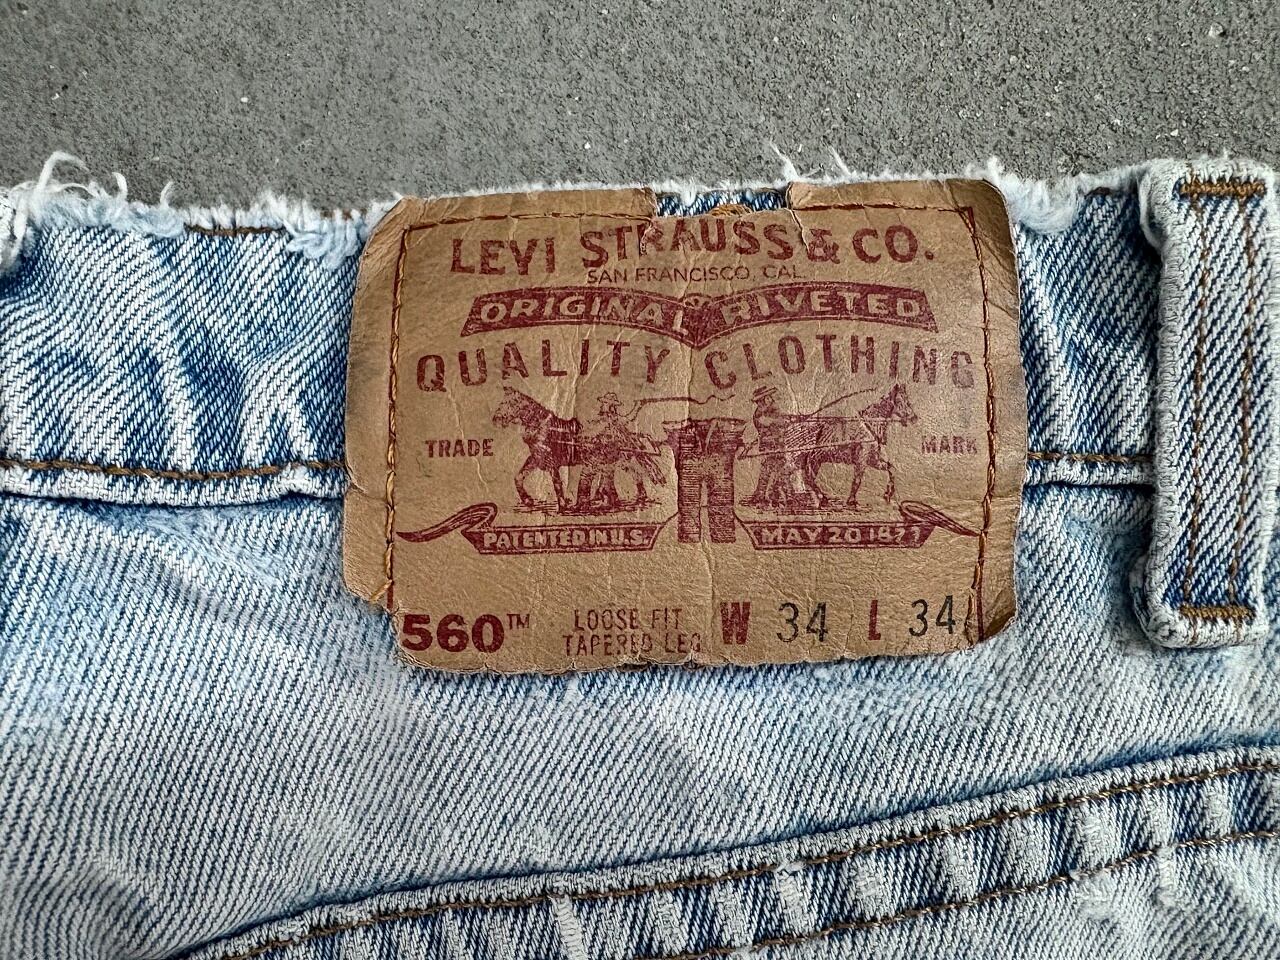 LEVI STRAUSS & CO.
SAN FRANCISCO, CAL.
ORIGINAL RIVETED
QUALITY CLOTHING
TRADE MARK
PATENTED IN U.S. MAY 20 1871
560™ LOOSE FIT W 34 L 34
TAPERED LEG